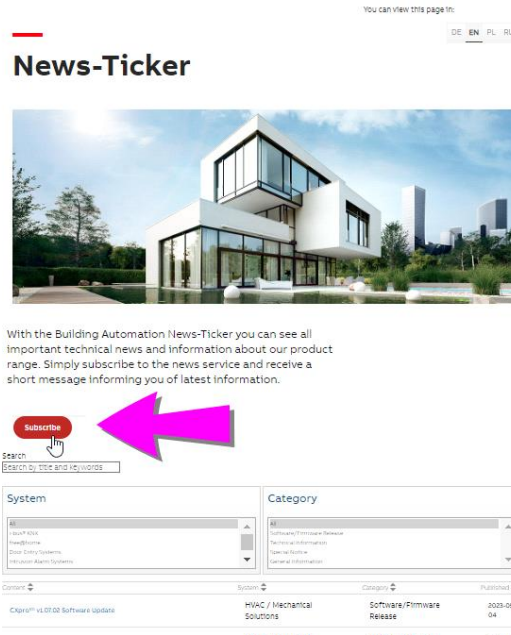 You can view this page in:
DE EN PL RU
News-Ticker
With the Building Automation News-Ticker you can see all
important technical news and information about our product
range. Simply subscribe to the news service and receive a
short message informing you of latest information.
Subscribe
Search
Search by title and keywords
System
Category
All
All
i-bus® KNX
Software/Firmware Release
free@home
Technical Information
Door Entry Systems
Special Notice
Intrusion Alarm Systems
General Information
Content System Category Published
CXpro™ v1.07.02 Software Update
HVAC / Mechanical
Solutions
Software/Firmware
Release